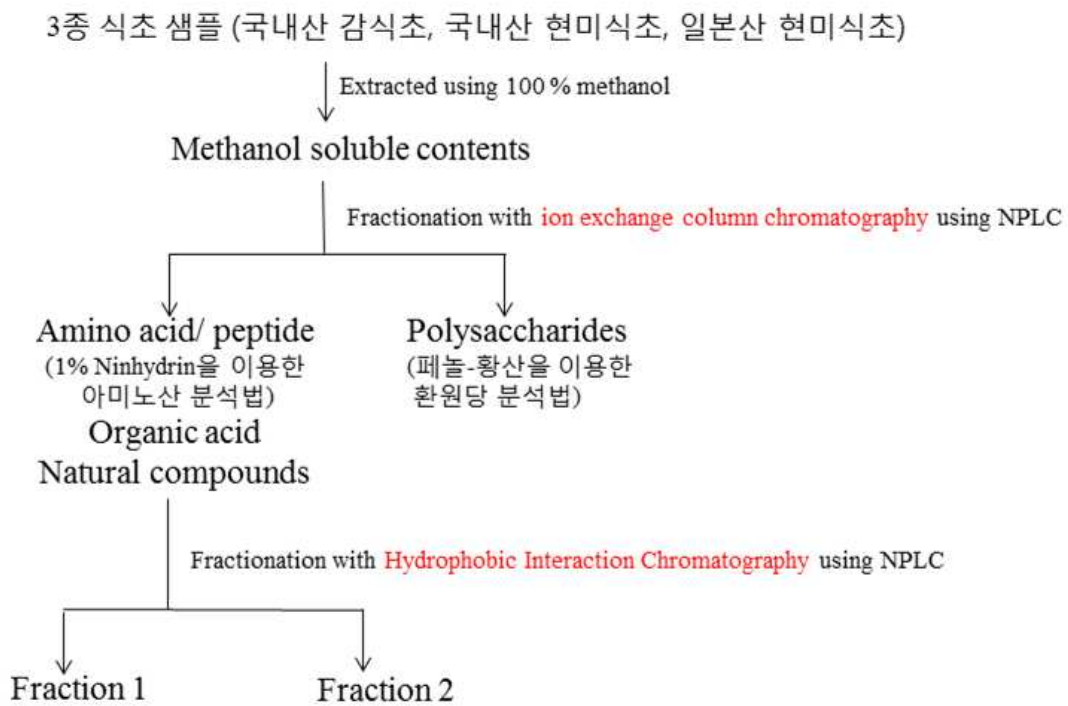 3종 식초 샘플 (국내산 감식초, 국내산 현미식초, 일본산 현미식초)
Extracted using 100 % methanol
Methanol soluble contents
Fractionation with ion exchange column chromatography using NPLC
Amino acid/ peptide
(1% Ninhydrin을 이용한
아미노산 분석법)
Organic acid
Natural compounds
Polysaccharides
(페놀-황산을 이용한
환원당 분석법)
Fractionation with Hydrophobic Interaction Chromatography using NPLC
Fraction 1
Fraction 2